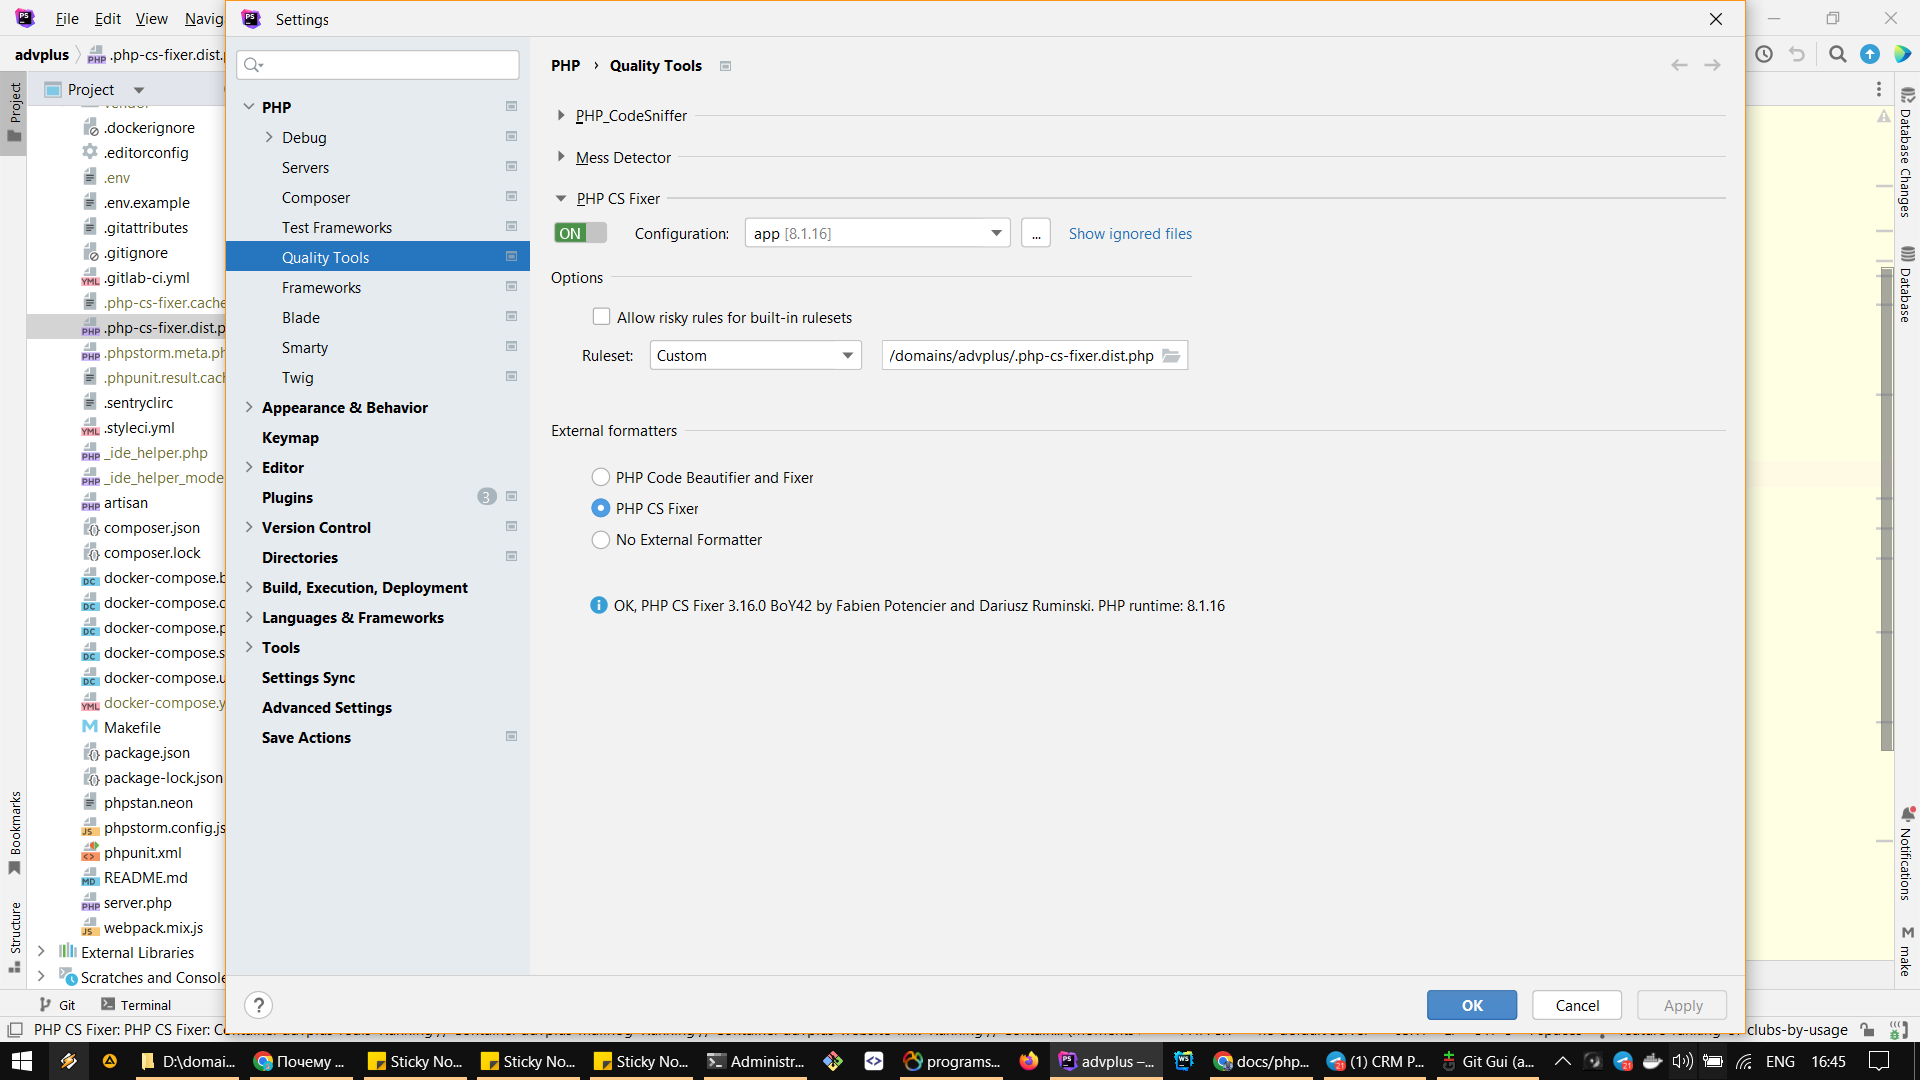 File Edit View Navig
Settings
advplus .php-cs-fixer.dist.p
Project
.dockerignore
.editorconfig
.env
.env.example
.gitattributes
.gitignore
.gitlab-ci.yml
.php-cs-fixer.cache
.php-cs-fixer.dist.p
.phpstorm.meta.ph
.phpunit.result.cach
.sentryclirc
.styleci.yml
_ide_helper.php
_ide_helper_mode
artisan
composer.json
composer.lock
docker-compose.b
docker-compose.c
docker-compose.p
docker-compose.s
docker-compose.u
docker-compose.y
Makefile
package.json
package-lock.json
phpstan.neon
phpstorm.config.js
phpunit.xml
README.md
server.php
webpack.mix.js
External Libraries
Scratches and Console
Project
Bookmarks
Structure
PHP
Debug
Servers
Composer
Test Frameworks
Quality Tools
Frameworks
Blade
Smarty
Twig
Appearance & Behavior
Keymap
Editor
Plugins 3
Version Control
Directories
Build, Execution, Deployment
Languages & Frameworks
Tools
Settings Sync
Advanced Settings
Save Actions
PHP › Quality Tools
PHP_CodeSniffer
Mess Detector
PHP CS Fixer
ON Configuration: app [8.1.16] ... Show ignored files
Options
Allow risky rules for built-in rulesets
Ruleset: Custom /domains/advplus/.php-cs-fixer.dist.php
External formatters
PHP Code Beautifier and Fixer
PHP CS Fixer
No External Formatter
OK, PHP CS Fixer 3.16.0 BoY42 by Fabien Potencier and Dariusz Ruminski. PHP runtime: 8.1.16
? OK Cancel Apply
Database Changes
Database
Notifications
make
Git Terminal
PHP CS Fixer: PHP CS Fixer: C
clubs-by-usage
D:\domai... Почему ... Sticky No... Sticky No... Sticky No... Administr... programs... advplus –... docs/php... (1) CRM P... Git Gui (a... ENG 16:45